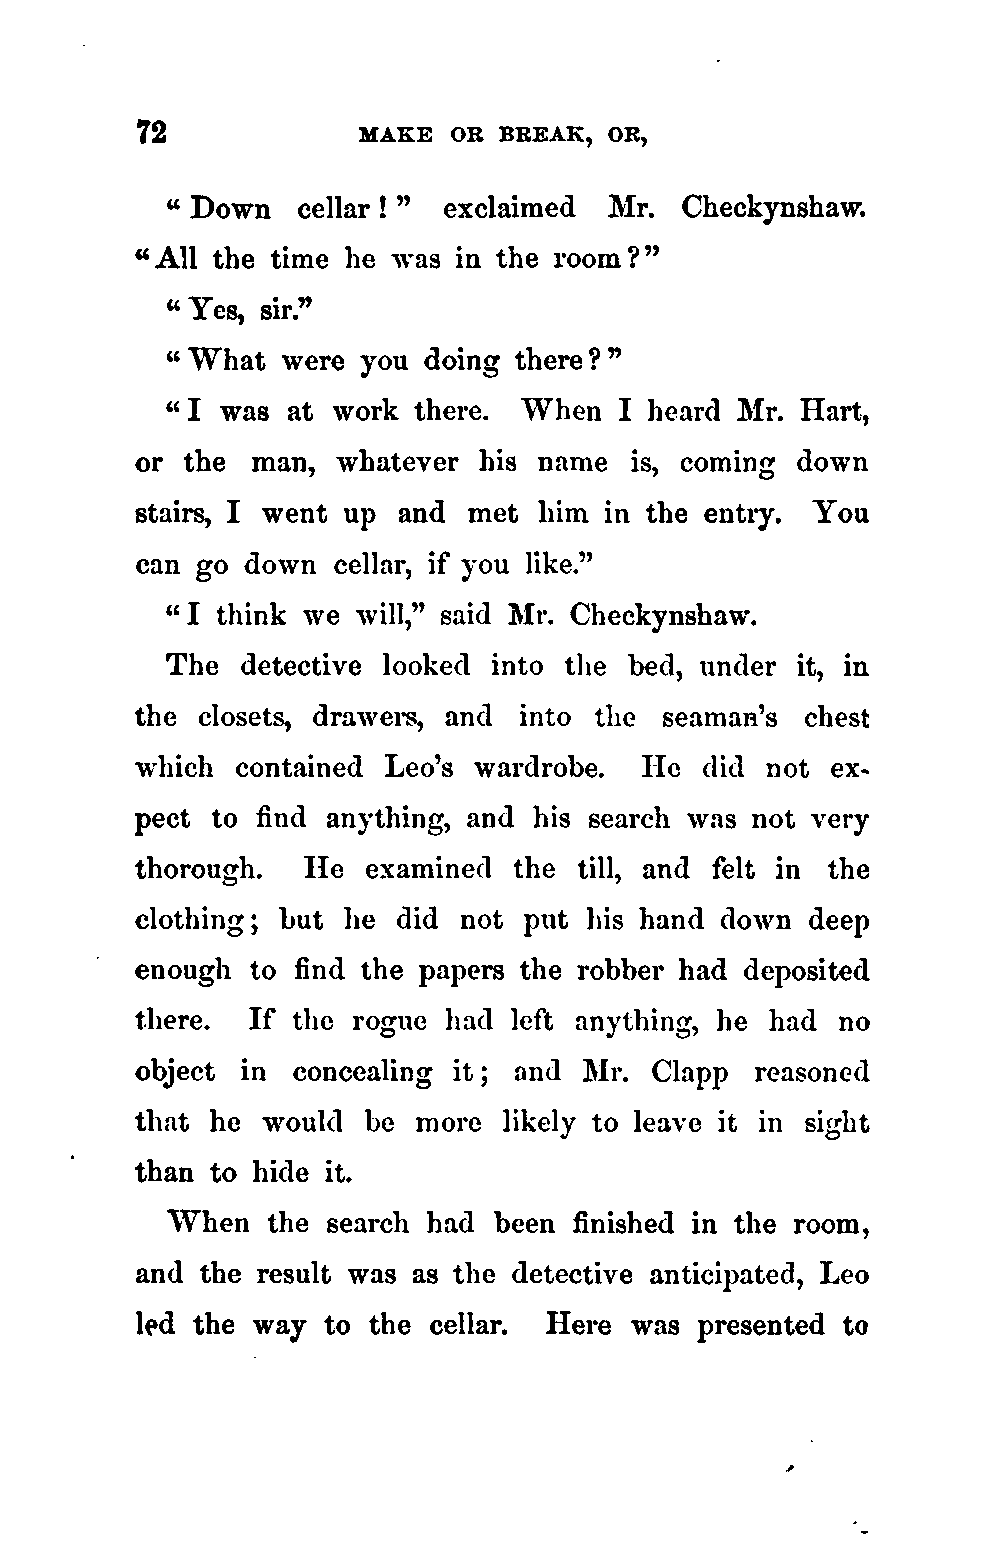 72 MAKE OR BREAK, OR,
“Down cellar!” exclaimed Mr. Checkynshaw.
“All the time he was in the room?”
“Yes, sir.”
“What were you doing there?”
“I was at work there. When I heard Mr. Hart,
or the man, whatever his name is, coming down
stairs, I went up and met him in the entry. You
can go down cellar, if you like.”
“I think we will,” said Mr. Checkynshaw.
The detective looked into the bed, under it, in
the closets, drawers, and into the seaman’s chest
which contained Leo’s wardrobe. He did not ex-
pect to find anything, and his search was not very
thorough. He examined the till, and felt in the
clothing; but he did not put his hand down deep
enough to find the papers the robber had deposited
there. If the rogue had left anything, he had no
object in concealing it; and Mr. Clapp reasoned
that he would be more likely to leave it in sight
than to hide it.
When the search had been finished in the room,
and the result was as the detective anticipated, Leo
led the way to the cellar. Here was presented to